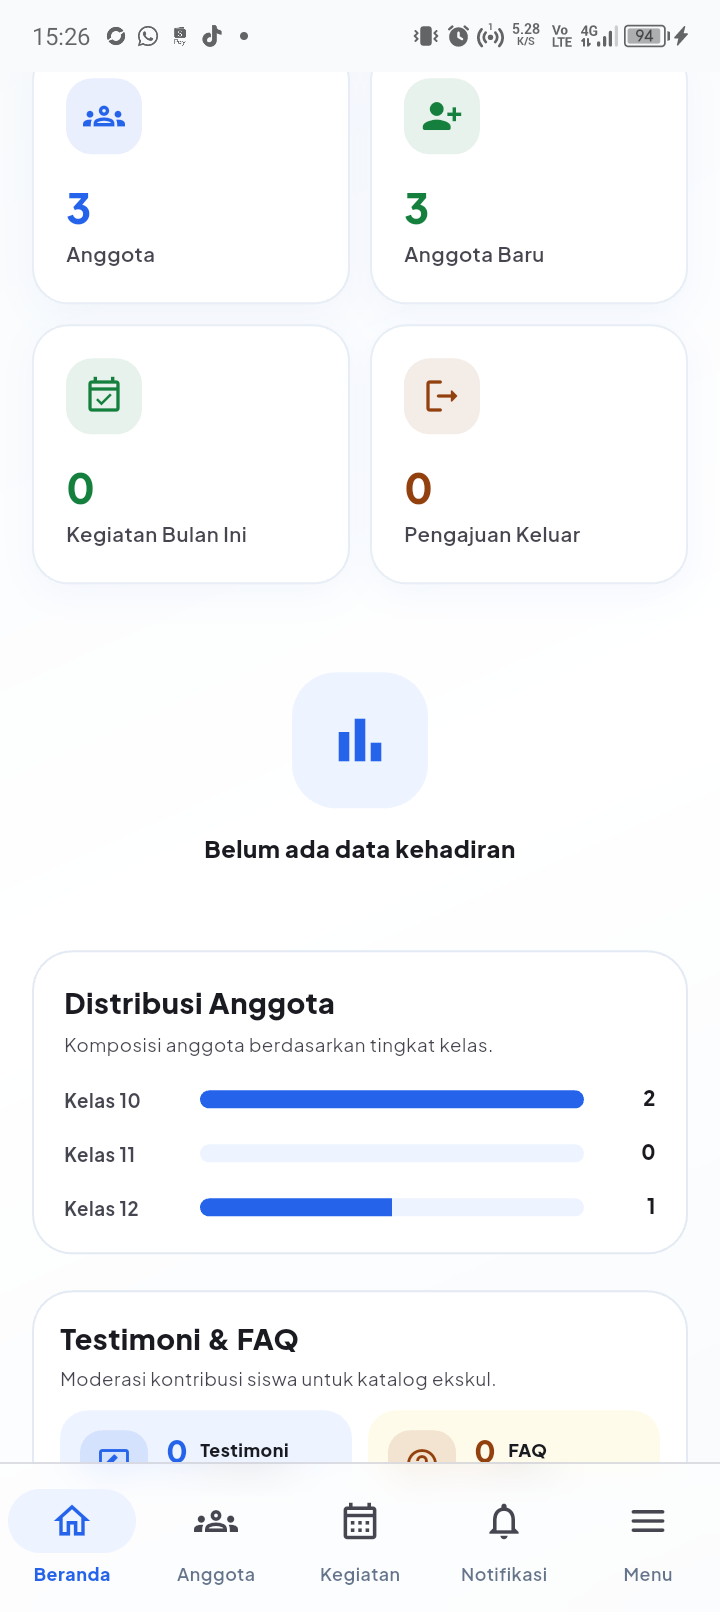 15:26
1
5.28
K/S
Vo
LTE
4G
94
3
Anggota
3
Anggota Baru
0
Kegiatan Bulan Ini
0
Pengajuan Keluar
Belum ada data kehadiran
Distribusi Anggota
Komposisi anggota berdasarkan tingkat kelas.
Kelas 10 2
Kelas 11 0
Kelas 12 1
Testimoni & FAQ
Moderasi kontribusi siswa untuk katalog ekskul.
0 Testimoni
0 FAQ
Beranda
Anggota
Kegiatan
Notifikasi
Menu